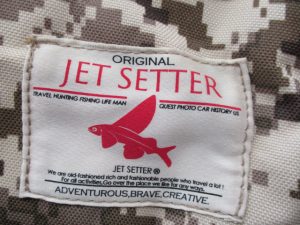 ORIGINAL
JET SETTER
TRAVEL HUNTING FISHING LIFE MAN QUEST PHOTO CAR HISTORY US
JET SETTER®
We are old-fashioned rich and fashionable people who travel a lot!
For all activities.Go over the place we like for any ways.
ADVENTUROUS,BRAVE,CREATIVE.